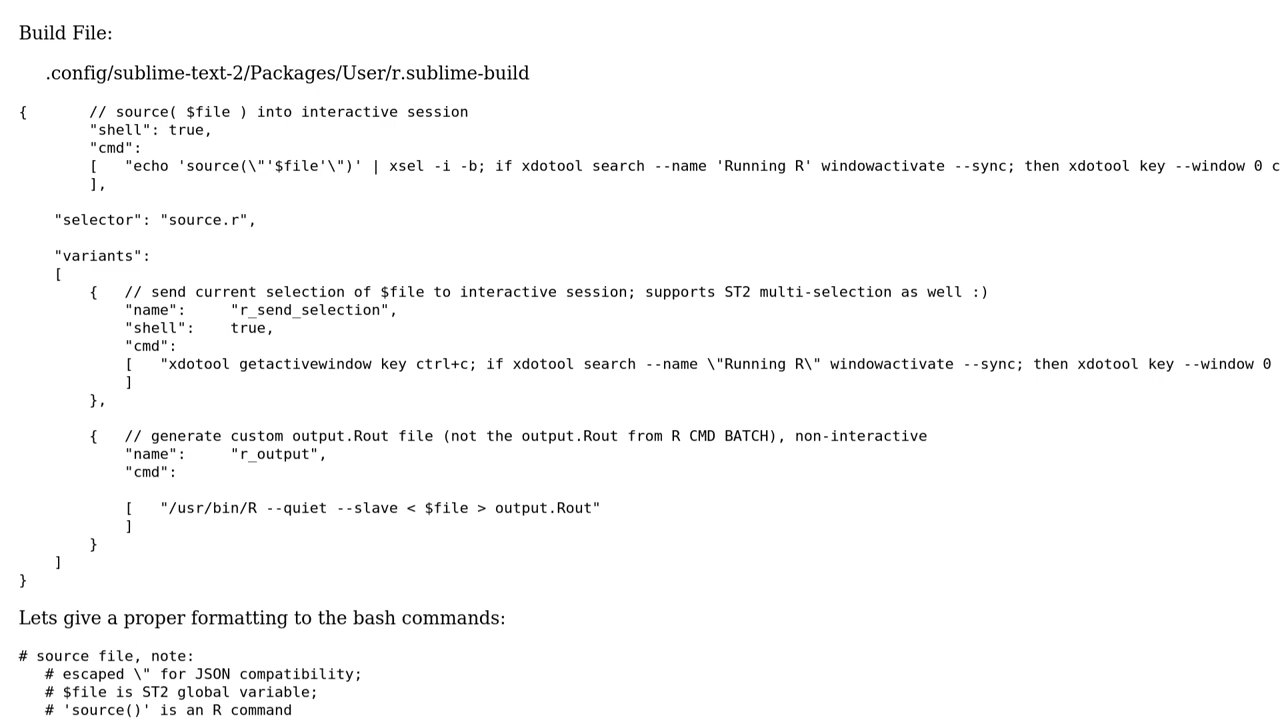 Build File:
.config/sublime-text-2/Packages/User/r.sublime-build
{       // source( $file ) into interactive session
        "shell": true,
        "cmd":
        [   "echo 'source(\"'$file'\")' | xsel -i -b; if xdotool search --name 'Running R' windowactivate --sync; then xdotool key --window 0 c
        ],
    "selector": "source.r",
    "variants":
    [
        {   // send current selection of $file to interactive session; supports ST2 multi-selection as well :)
            "name":     "r_send_selection",
            "shell":    true,
            "cmd":
            [   "xdotool getactivewindow key ctrl+c; if xdotool search --name \"Running R\" windowactivate --sync; then xdotool key --window 0
            ]
        },
        {   // generate custom output.Rout file (not the output.Rout from R CMD BATCH), non-interactive
            "name":     "r_output",
            "cmd":
            [   "/usr/bin/R --quiet --slave < $file > output.Rout"
            ]
        }
    ]
}
Lets give a proper formatting to the bash commands:
# source file, note:
   # escaped \" for JSON compatibility;
   # $file is ST2 global variable;
   # 'source()' is an R command